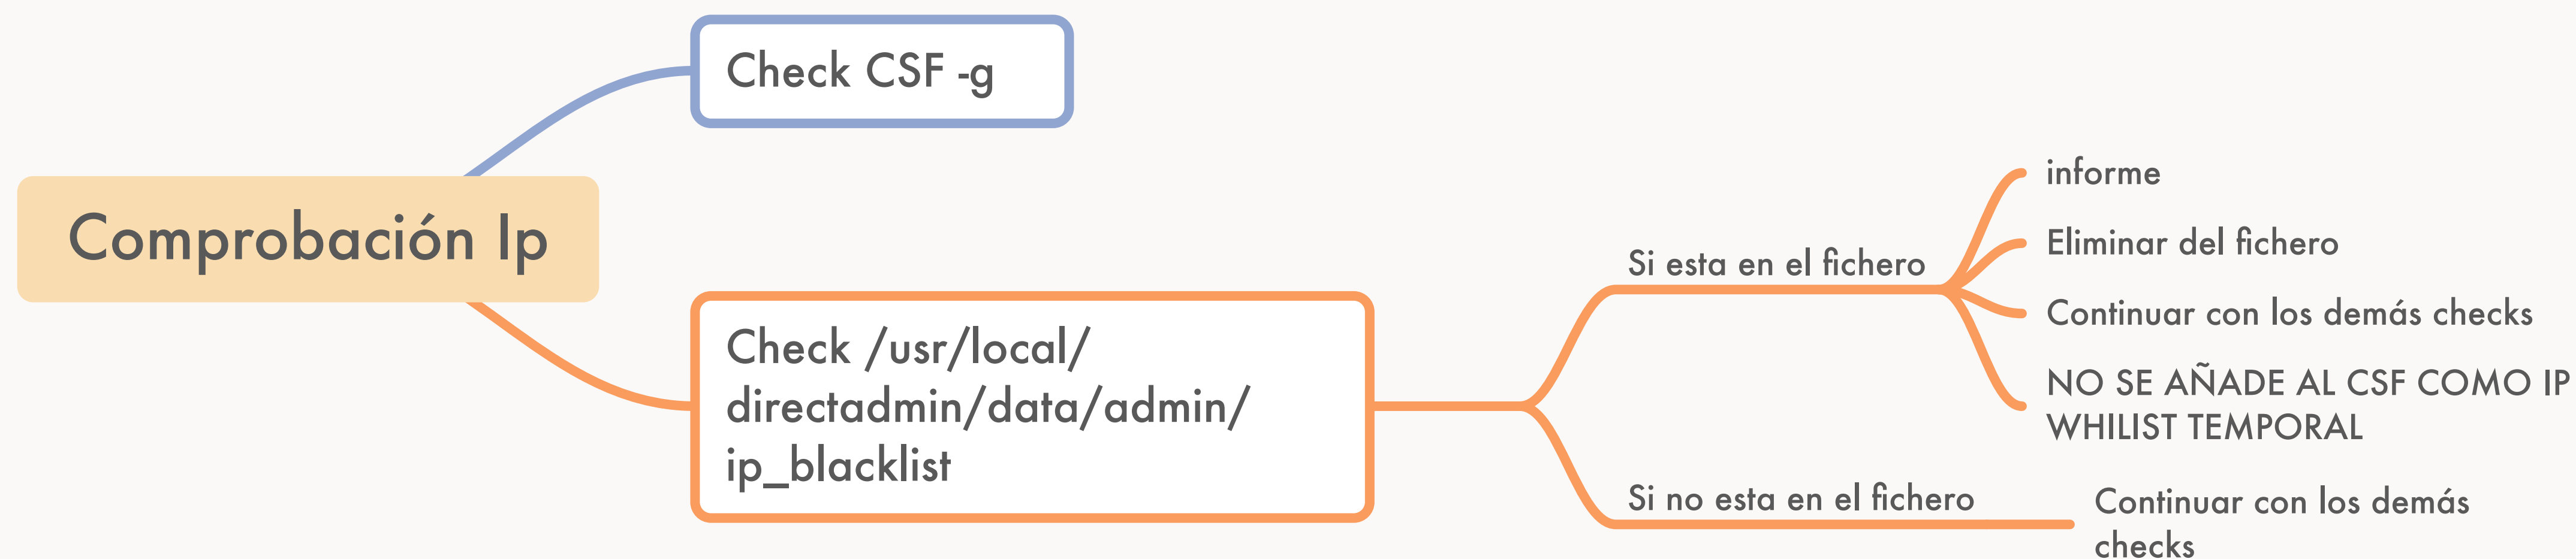 Comprobación Ip
Check CSF -g
Check /usr/local/
directadmin/data/admin/
ip_blacklist
Si esta en el fichero
informe
Eliminar del fichero
Continuar con los demás checks
NO SE AÑADE AL CSF COMO IP
WHILIST TEMPORAL
Si no esta en el fichero
Continuar con los demás
checks